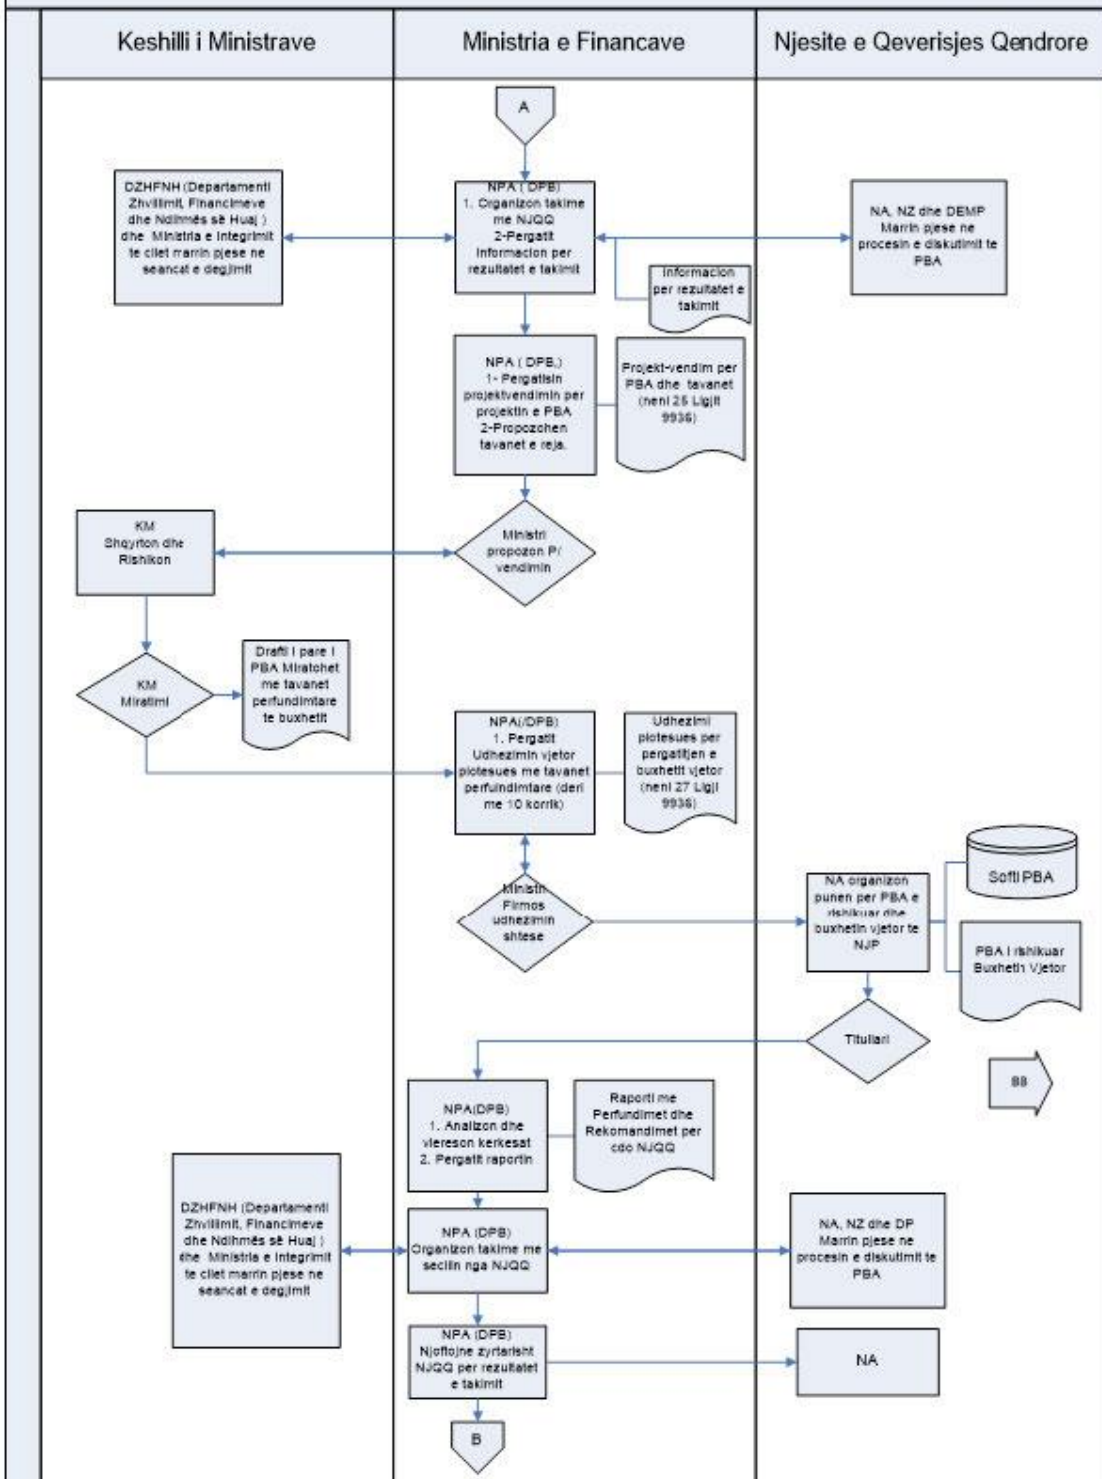 Keshilli i Ministrave
Ministria e Financave
Njesite e Qeverisjes Qendrore
A
DZHFNH (Departamenti
Zhvillimit, Financimeve
dhe Ndihmës së Huaj )
dhe Ministria e Integrimit
te cilet marrin pjese ne
seancat e degjimit
NPA ( DPB)
1. Organizon takime
me NJQQ
2-Pergatit
Informacion per
rezultatet e takimit
NA, NZ dhe DEMP
Marrin pjese ne
procesin e diskutimit te
PBA
Informacion
per rezultatet e
takimit
NPA ( DPB,)
1- Pergatisin
projektvendimin per
projektin e PBA
2-Propozohen
tavanet e reja.
Projekt-vendim per
PBA dhe tavanet
(neni 25 Ligjit
9936)
KM
Shqyrton dhe
Rishikon
Ministri
propozon P/
vendimin
KM
Miratimi
Drafti i pare i
PBA Miratohet
me tavanet
perfundimtare
te buxhetit
NPA(/DPB)
1. Pergatit
Udhezimin vjetor
plotesues me tavanet
perfuindimtare (deri
me 10 korrik)
Udhezimi
plotesues per
pergatitjen e
buxhetit vjetor
(neni 27 Ligji
9936)
Ministri
Firmos
udhezimin
shtese
NA organizon
punen per PBA e
rishikuar dhe
buxhetin vjetor te
NJP
Softi PBA
PBA i rishikuar
Buxhetin Vjetor
Titullari
BB
NPA(DPB)
1. Analizon dhe
vlereson kerkesat
2. Pergatit raportin
Raporti me
Perfundimet dhe
Rekomandimet per
cdo NJQQ
DZHFNH (Departamenti
Zhvillimit, Financimeve
dhe Ndihmës së Huaj )
dhe Ministria e Integrimit
te cilet marrin pjese ne
seancat e degjimit
NPA (DPB)
Organizon takime me
secilin nga NJQQ
NA, NZ dhe DP
Marrin pjese ne
procesin e diskutimit te
PBA
NPA (DPB)
Njoftojne zyrtarisht
NJQQ per rezultatet
e takimit
NA
B